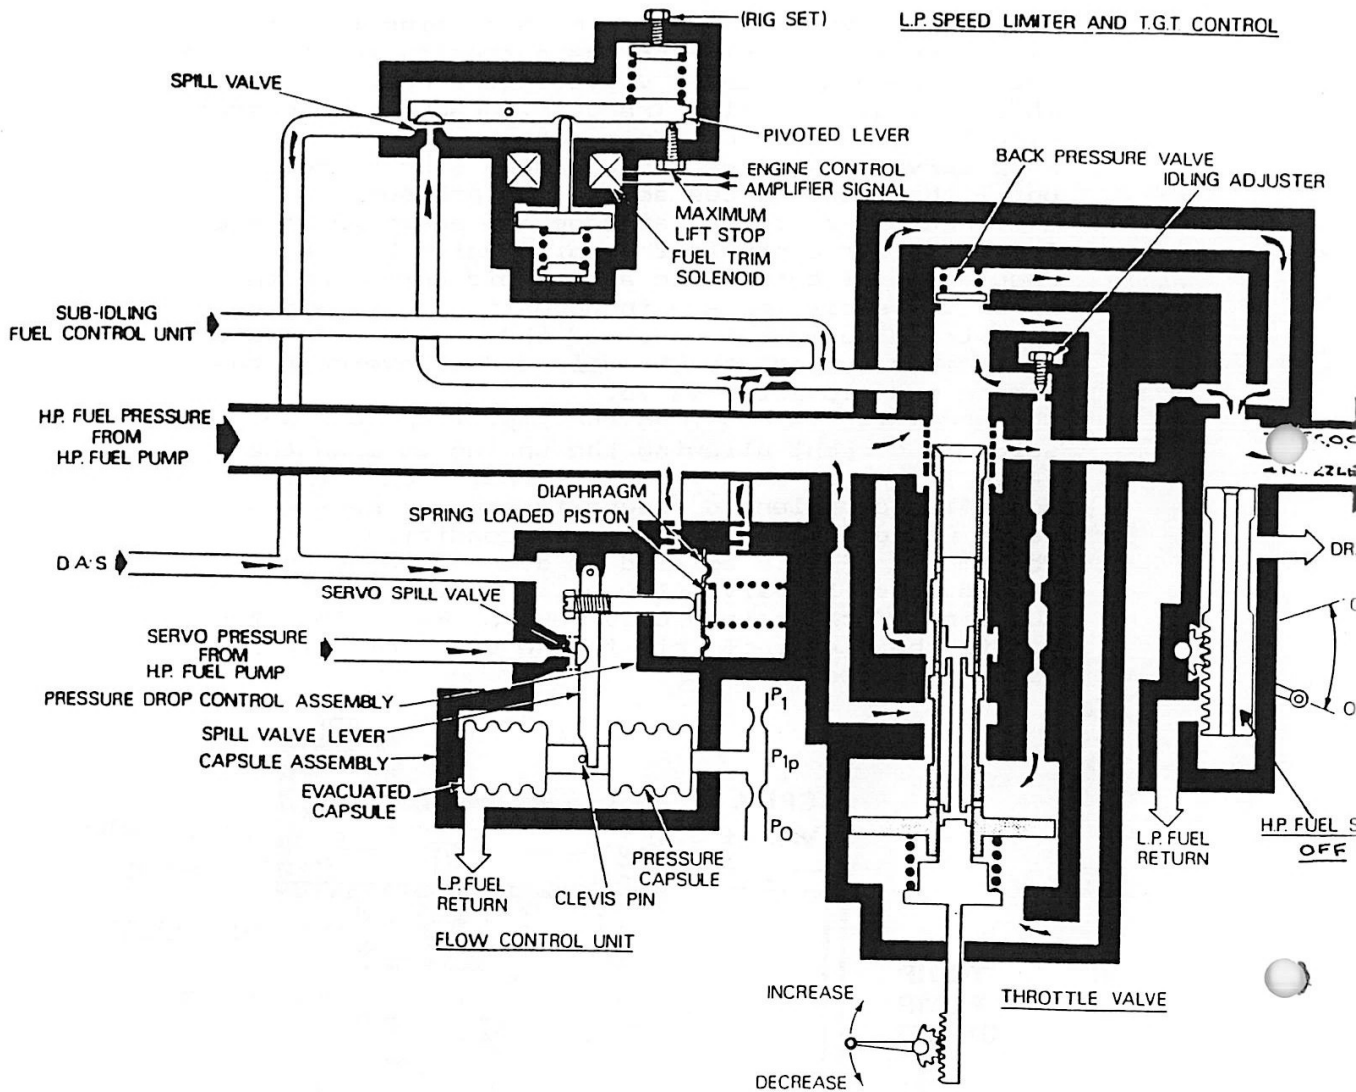 (RIG SET)
L.P. SPEED LIMITER AND T.G.T. CONTROL
SPILL VALVE
PIVOTED LEVER
BACK PRESSURE VALVE
IDLING ADJUSTER
ENGINE CONTROL
AMPLIFIER SIGNAL
MAXIMUM
LIFT STOP
FUEL TRIM
SOLENOID
SUB-IDLING
FUEL CONTROL UNIT
H.P. FUEL PRESSURE
FROM
H.P. FUEL PUMP
DIAPHRAGM
SPRING LOADED PISTON
D.A.S
SERVO SPILL VALVE
SERVO PRESSURE
FROM
H.P. FUEL PUMP
PRESSURE DROP CONTROL ASSEMBLY
SPILL VALVE LEVER
CAPSULE ASSEMBLY
EVACUATED
CAPSULE
P1
P1p
PO
PRESSURE
CAPSULE
CLEVIS PIN
L.P. FUEL
RETURN
FLOW CONTROL UNIT
L.P. FUEL
RETURN
H.P. FUEL S
OFF
DR
O
INCREASE
DECREASE
THROTTLE VALVE